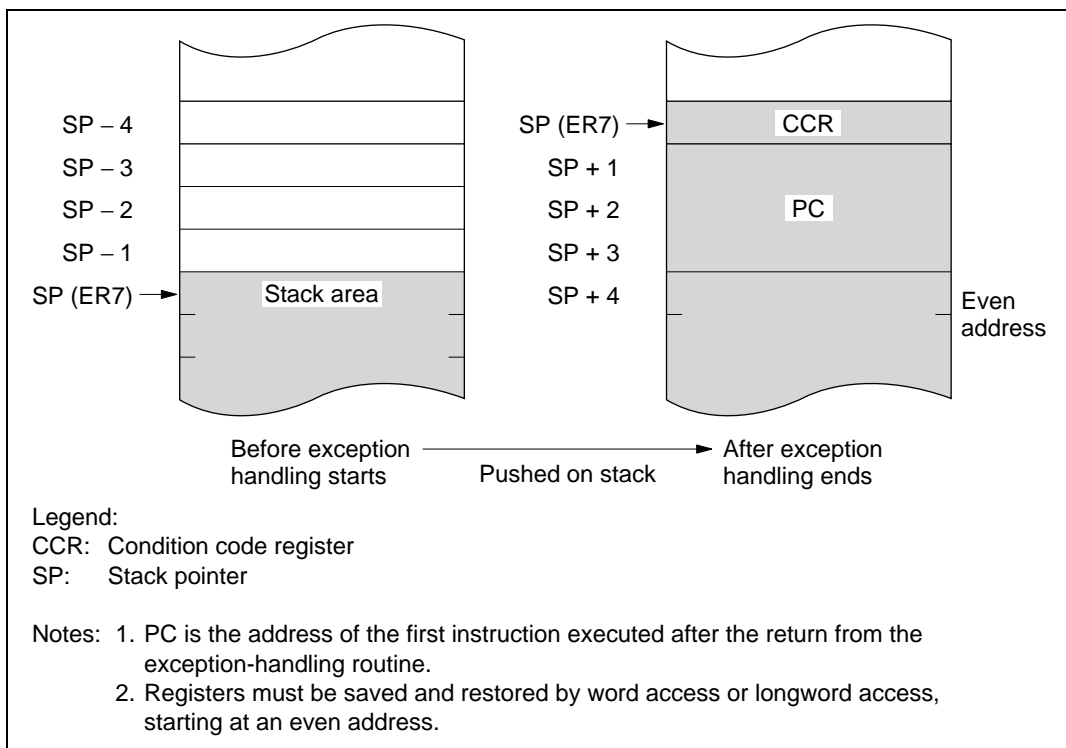 SP – 4
SP – 3
SP – 2
SP – 1
SP (ER7)
Stack area
SP (ER7)
SP + 1
SP + 2
SP + 3
SP + 4
CCR
PC
Even
address
Before exception
handling starts
Pushed on stack
After exception
handling ends
Legend:
CCR: Condition code register
SP: Stack pointer
Notes: 1. PC is the address of the first instruction executed after the return from the
exception-handling routine.
2. Registers must be saved and restored by word access or longword access,
starting at an even address.